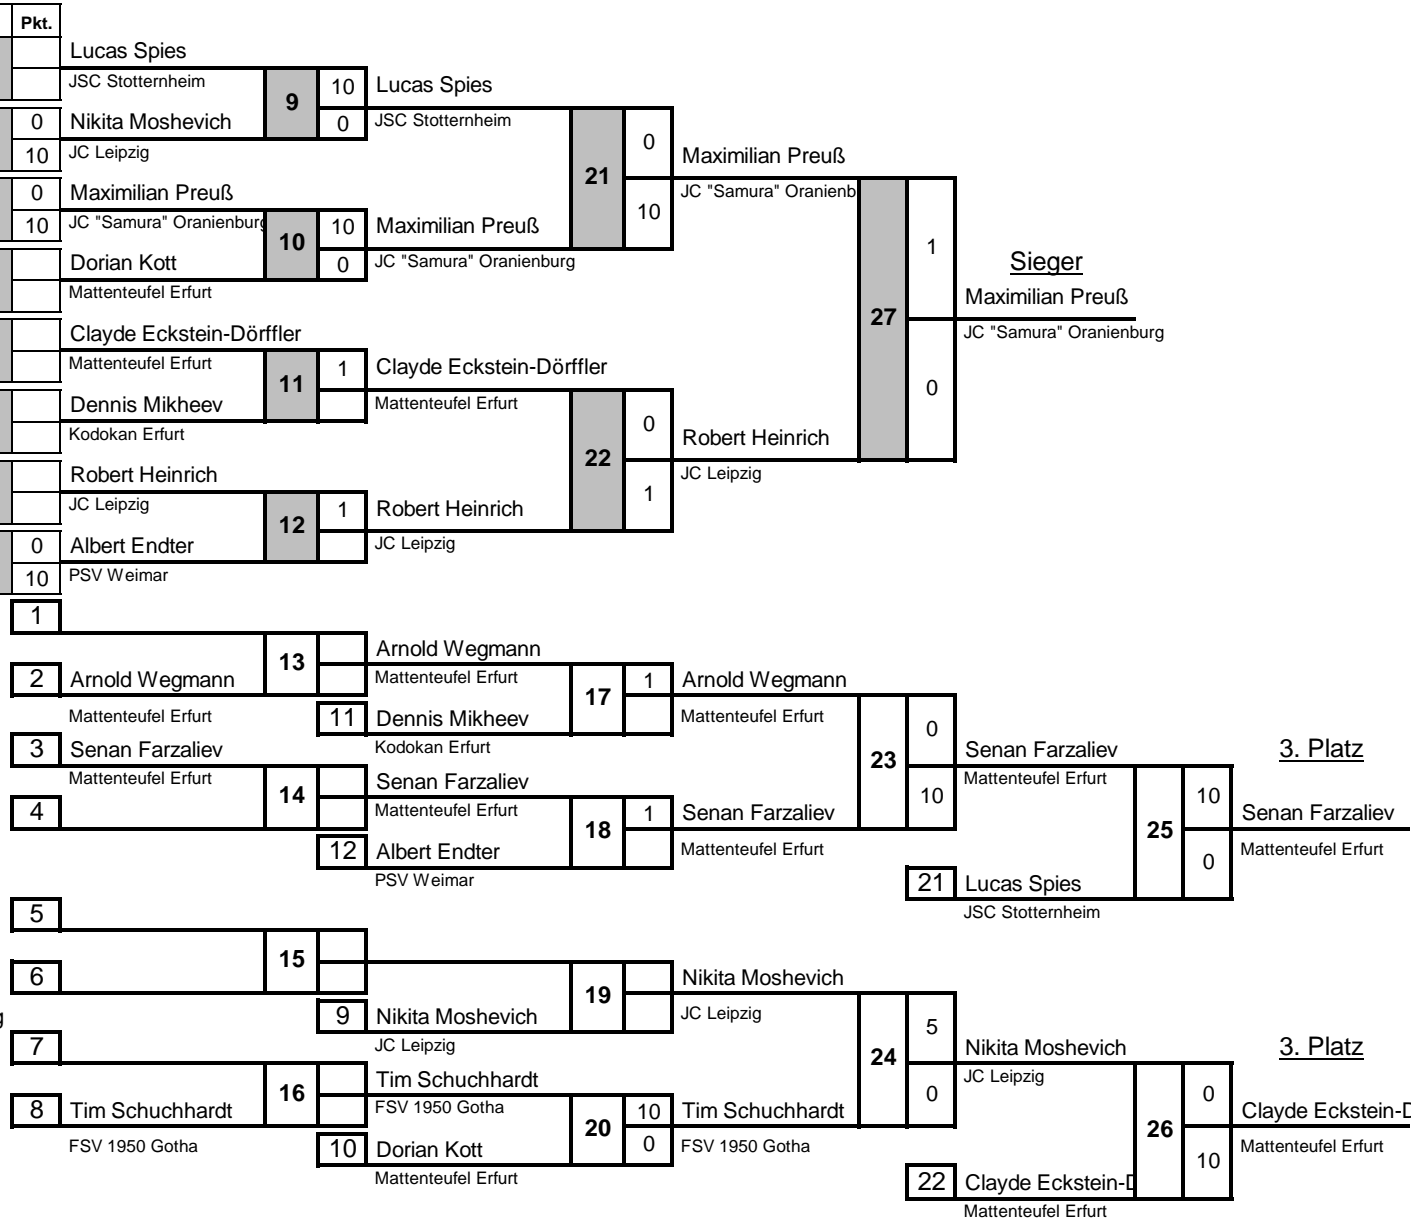 Pkt.
Lucas Spies
JSC Stotternheim
9
10
Lucas Spies
0
Nikita Moshevich
0
JSC Stotternheim
10
JC Leipzig
21
0
Maximilian Preuß
0
Maximilian Preuß
JC "Samura" Oranienb
10
JC "Samura" Oranienburg
10
10
Maximilian Preuß
10
Dorian Kott
0
JC "Samura" Oranienburg
Mattenteufel Erfurt
27
1
Sieger
Maximilian Preuß
JC "Samura" Oranienburg
0
Clayde Eckstein-Dörffler
Mattenteufel Erfurt
11
1
Clayde Eckstein-Dörffler
Dennis Mikheev
Mattenteufel Erfurt
Kodokan Erfurt
22
0
Robert Heinrich
1
JC Leipzig
Robert Heinrich
JC Leipzig
12
1
Robert Heinrich
0
Albert Endter
JC Leipzig
10
PSV Weimar
1
13
Arnold Wegmann
2
Arnold Wegmann
Mattenteufel Erfurt
17
1
Arnold Wegmann
Mattenteufel Erfurt
11
Dennis Mikheev
Mattenteufel Erfurt
3
Senan Farzaliev
Kodokan Erfurt
23
0
Senan Farzaliev
3. Platz
Mattenteufel Erfurt
14
Senan Farzaliev
10
Mattenteufel Erfurt
4
Mattenteufel Erfurt
18
1
Senan Farzaliev
25
10
Senan Farzaliev
12
Albert Endter
Mattenteufel Erfurt
0
Mattenteufel Erfurt
PSV Weimar
21
Lucas Spies
JSC Stotternheim
5
15
6
19
Nikita Moshevich
9
Nikita Moshevich
JC Leipzig
g
JC Leipzig
24
5
Nikita Moshevich
3. Platz
7
0
JC Leipzig
16
Tim Schuchhardt
8
Tim Schuchhardt
FSV 1950 Gotha
20
10
Tim Schuchhardt
26
0
Clayde Eckstein-D
FSV 1950 Gotha
10
Dorian Kott
0
FSV 1950 Gotha
10
Mattenteufel Erfurt
Mattenteufel Erfurt
22
Clayde Eckstein-D
Mattenteufel Erfurt